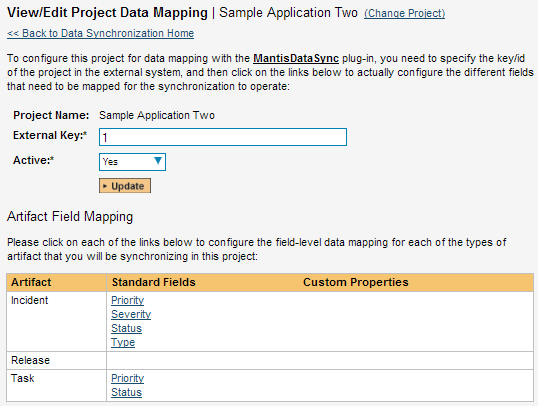 View/Edit Project Data Mapping | Sample Application Two (Change Project)
<< Back to Data Synchronization Home
To configure this project for data mapping with the MantisDataSync plug-in, you need to specify the key/id
of the project in the external system, and then click on the links below to actually configure the different fields
that need to be mapped for the synchronization to operate:
Project Name: Sample Application Two
External Key:* 1
Active:* Yes
Update
Artifact Field Mapping
Please click on each of the links below to configure the field-level data mapping for each of the types of
artifact that you will be synchronizing in this project:
Artifact Standard Fields Custom Properties
Incident Priority
Severity
Status
Type
Release
Task Priority
Status